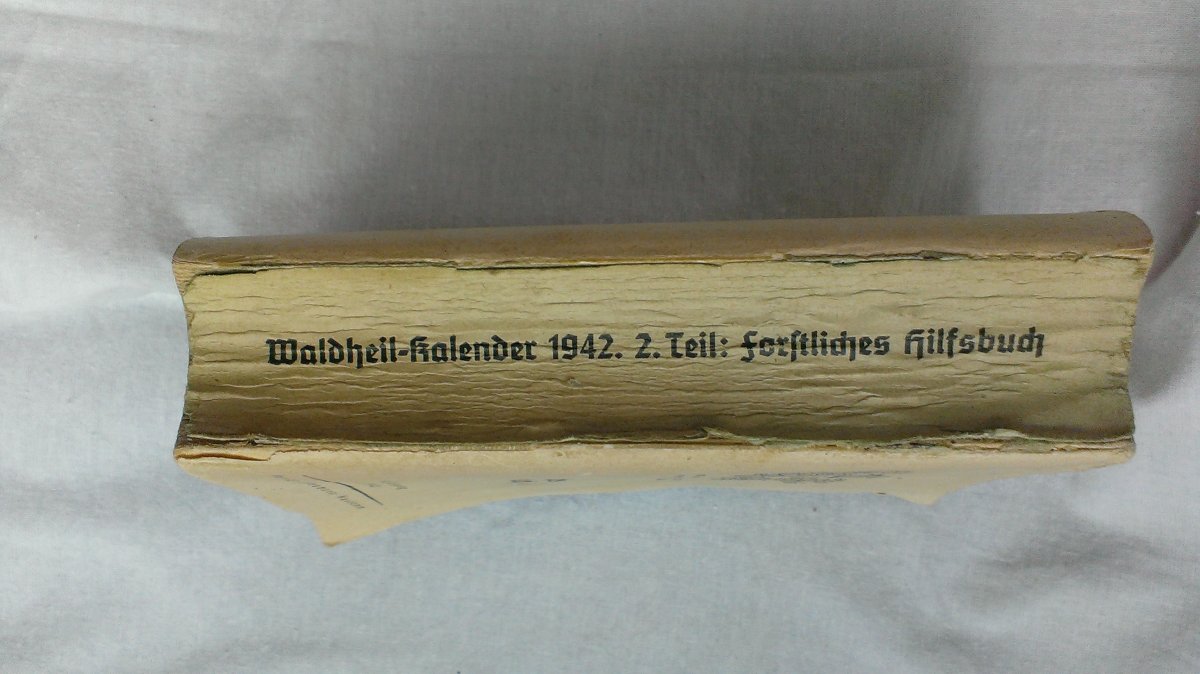 Waldheil-Kalender 1942. 2. Teil: Forſtliches Hilfsbuch